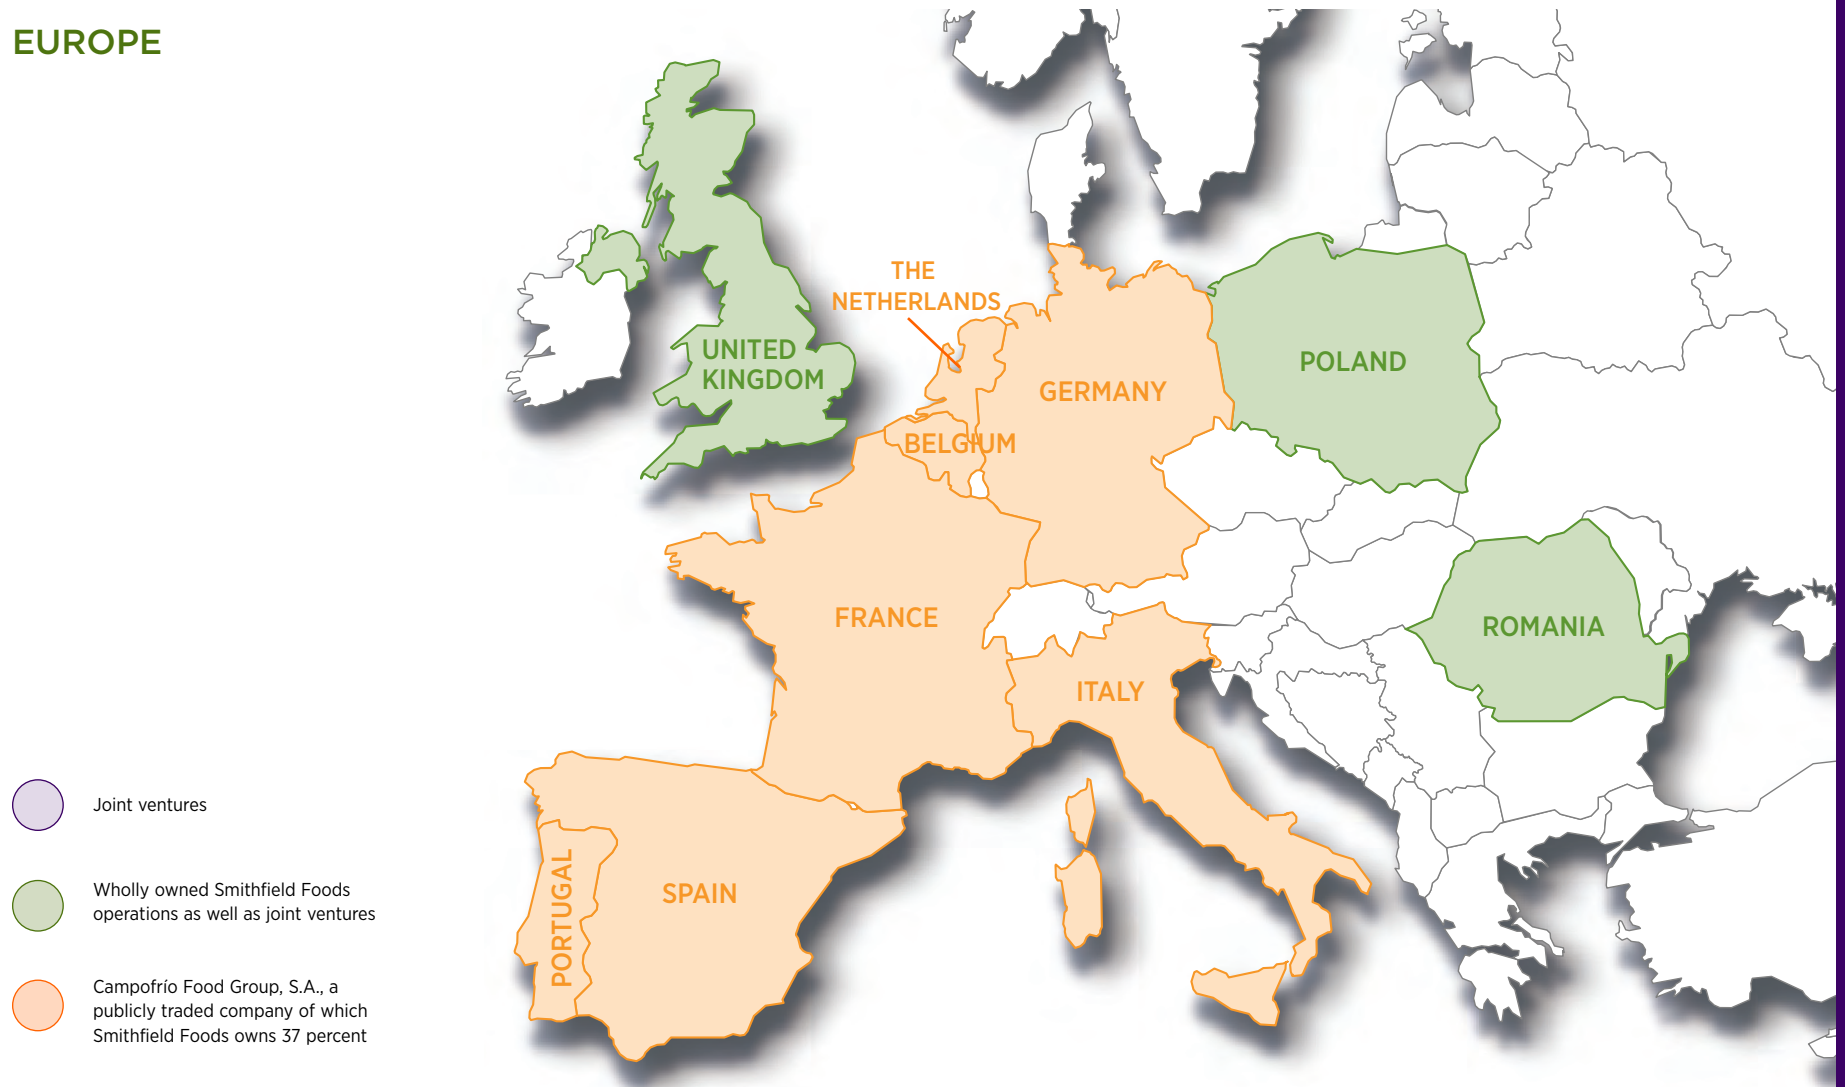 EUROPE
THE
NETHERLANDS
UNITED
KINGDOM
POLAND
GERMANY
BELGIUM
FRANCE
ROMANIA
ITALY
SPAIN
PORTUGAL
Joint ventures
Wholly owned Smithfield Foods
operations as well as joint ventures
Campofrío Food Group, S.A., a
publicly traded company of which
Smithfield Foods owns 37 percent